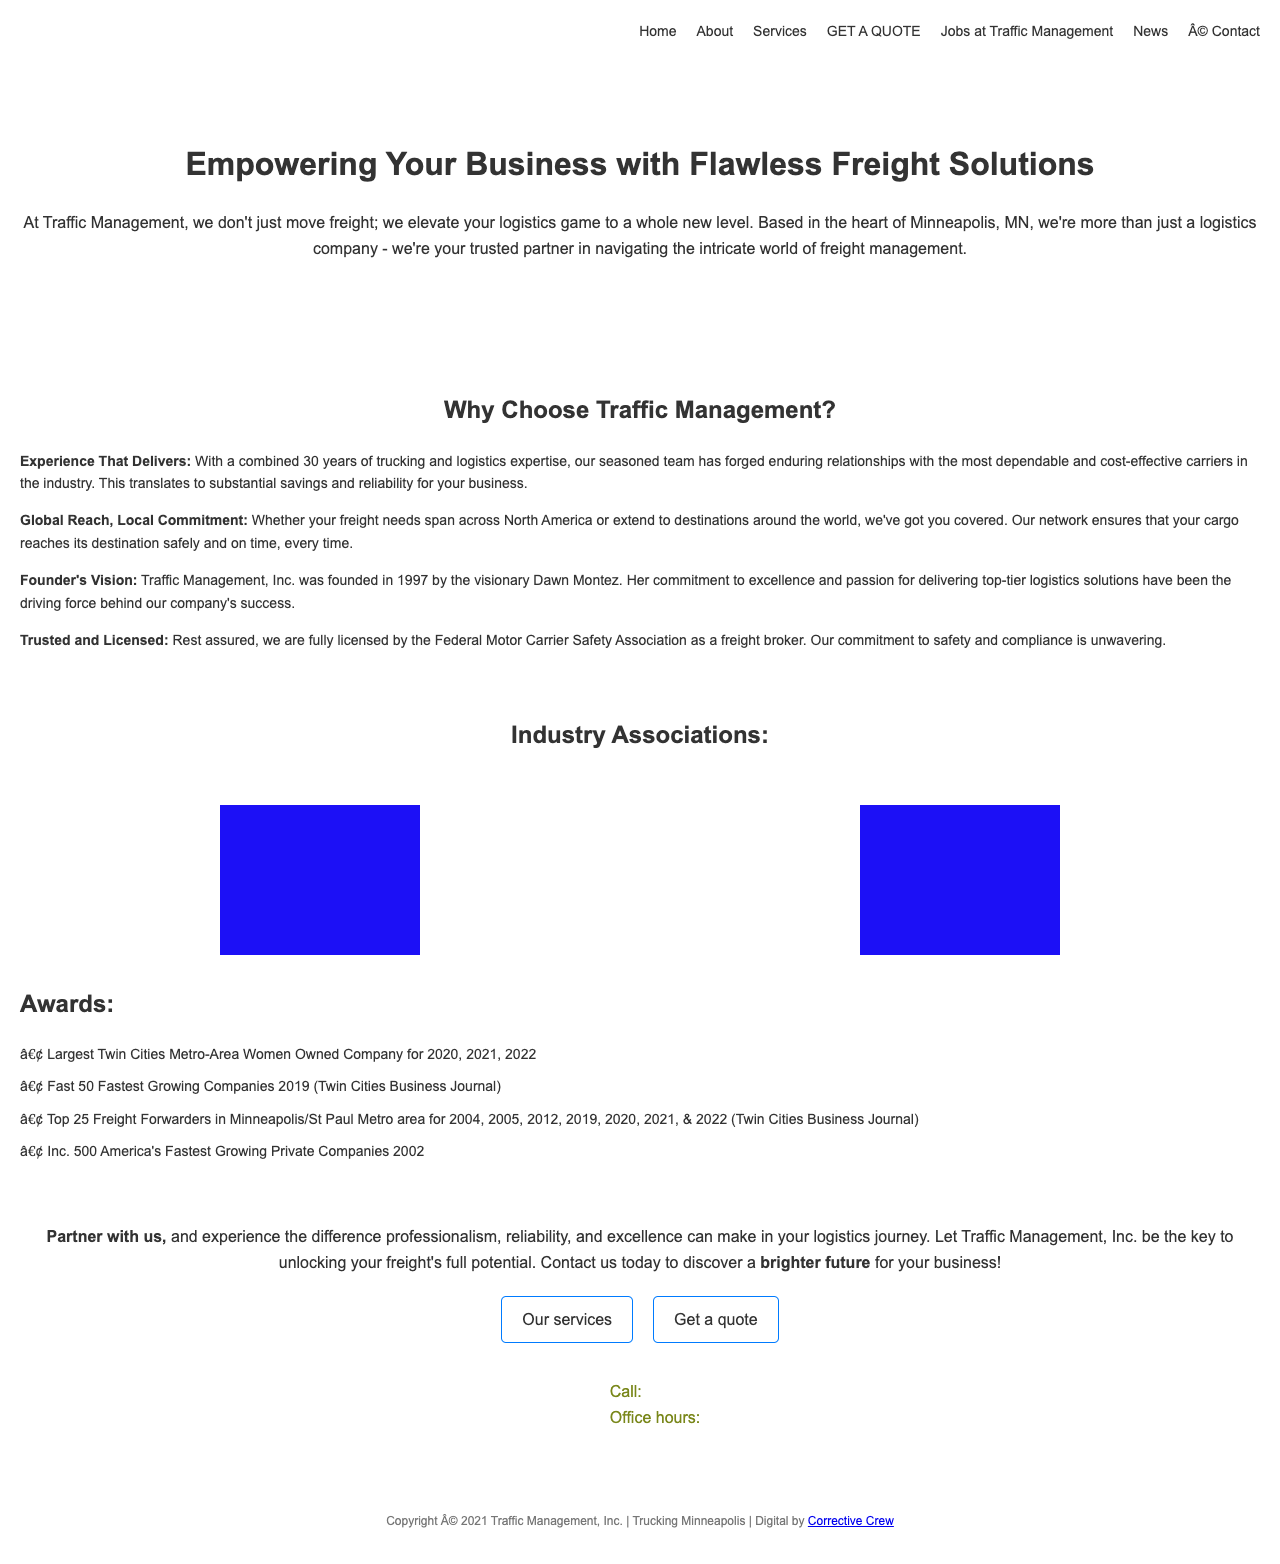 Home About Services GET A QUOTE Jobs at Traffic Management News Â© Contact
Empowering Your Business with Flawless Freight Solutions
At Traffic Management, we don't just move freight; we elevate your logistics game to a whole new level. Based in the heart of Minneapolis, MN, we're more than just a logistics
company - we're your trusted partner in navigating the intricate world of freight management.
Why Choose Traffic Management?
Experience That Delivers: With a combined 30 years of trucking and logistics expertise, our seasoned team has forged enduring relationships with the most dependable and cost-effective carriers in
the industry. This translates to substantial savings and reliability for your business.
Global Reach, Local Commitment: Whether your freight needs span across North America or extend to destinations around the world, we've got you covered. Our network ensures that your cargo
reaches its destination safely and on time, every time.
Founder's Vision: Traffic Management, Inc. was founded in 1997 by the visionary Dawn Montez. Her commitment to excellence and passion for delivering top-tier logistics solutions have been the
driving force behind our company's success.
Trusted and Licensed: Rest assured, we are fully licensed by the Federal Motor Carrier Safety Association as a freight broker. Our commitment to safety and compliance is unwavering.
Industry Associations:
Awards:
â€¢ Largest Twin Cities Metro-Area Women Owned Company for 2020, 2021, 2022
â€¢ Fast 50 Fastest Growing Companies 2019 (Twin Cities Business Journal)
â€¢ Top 25 Freight Forwarders in Minneapolis/St Paul Metro area for 2004, 2005, 2012, 2019, 2020, 2021, & 2022 (Twin Cities Business Journal)
â€¢ Inc. 500 America's Fastest Growing Private Companies 2002
Partner with us, and experience the difference professionalism, reliability, and excellence can make in your logistics journey. Let Traffic Management, Inc. be the key to
unlocking your freight's full potential. Contact us today to discover a brighter future for your business!
Our services Get a quote
Call:
Office hours:
Copyright Â© 2021 Traffic Management, Inc. | Trucking Minneapolis | Digital by Corrective Crew